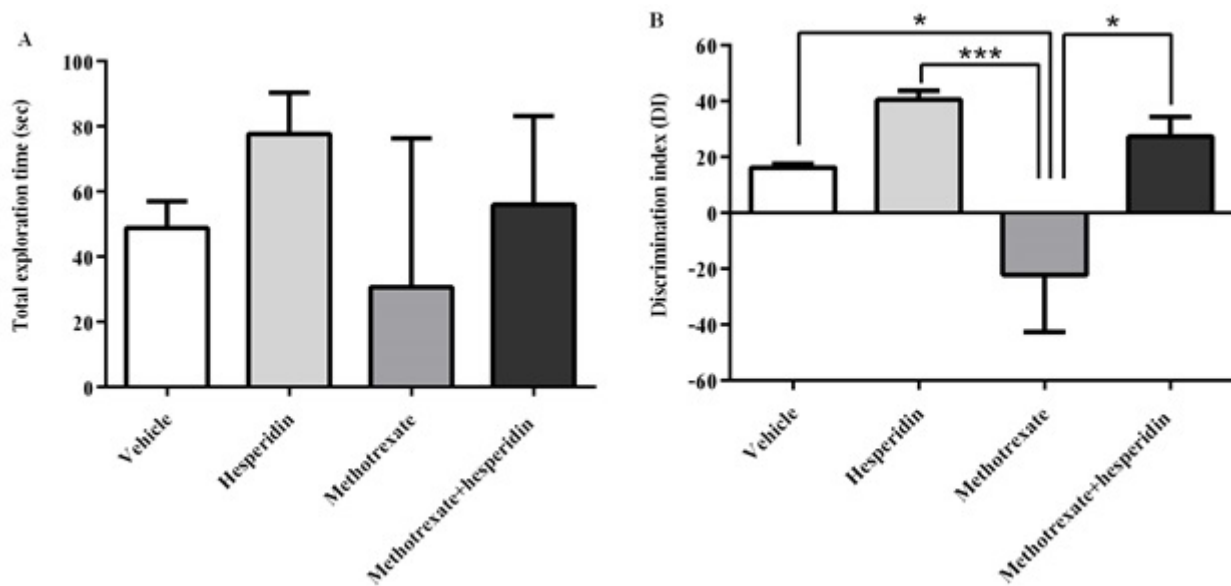 A
Total exploration time (sec)
100
80
60
40
20
0
Vehicle
Hesperidin
Methotrexate
Methotrexate+hesperidin
B
Discrimination index (DI)
60
40
20
0
-20
-40
-60
*
***
*
Vehicle
Hesperidin
Methotrexate
Methotrexate+hesperidin